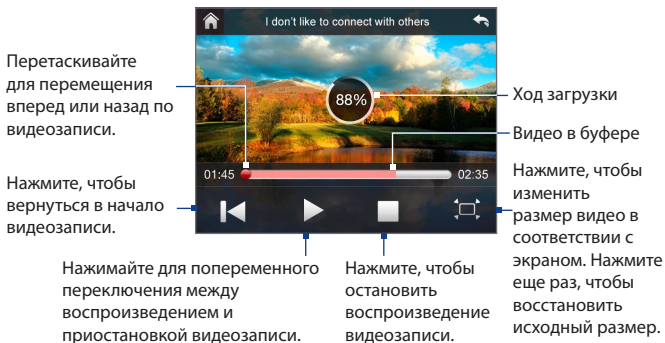 I don't like to connect with others
88%
01:45
02:35
Перетаскивайте
для перемещения
вперед или назад по
видеозаписи.
Нажмите, чтобы
вернуться в начало
видеозаписи.
Ход загрузки
Видео в буфере
Нажмите, чтобы
изменить
размер видео в
соответствии с
экраном. Нажмите
еще раз, чтобы
восстановить
исходный размер.
Нажимайте для попеременного
переключения между
воспроизведением и
приостановкой видеозаписи.
Нажмите, чтобы
остановить
воспроизведение
видеозаписи.